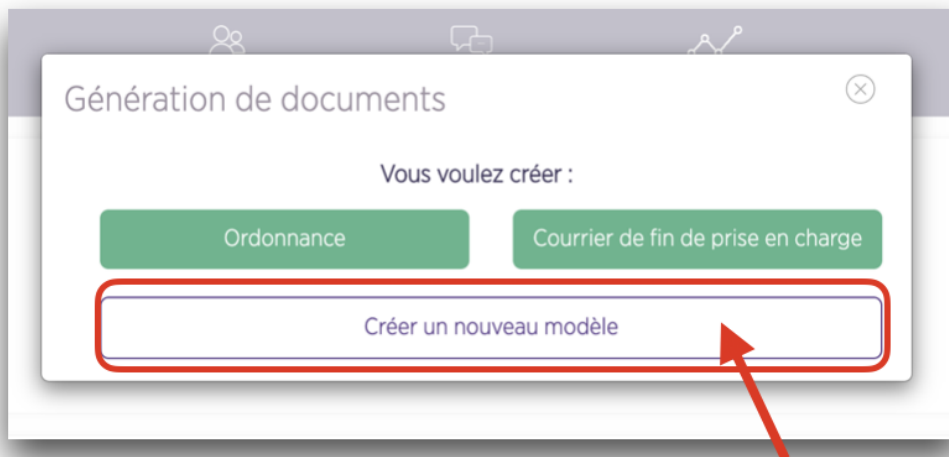 Génération de documents
Vous voulez créer :
Ordonnance
Courrier de fin de prise en charge
Créer un nouveau modèle